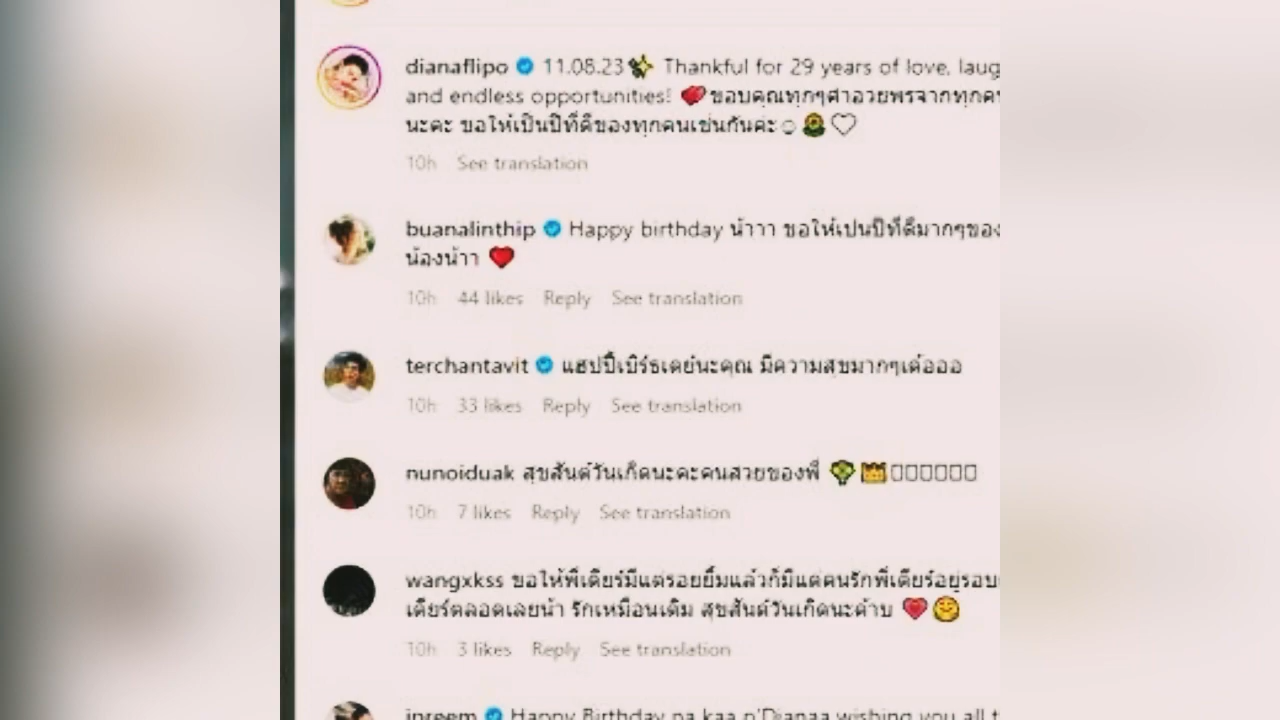 dianaflipo 11.08.23✨ Thankful for 29 years of love, laug
and endless opportunities! ขอบคุณทุกๆคำอวยพรจากทุกคน
นะคะ ขอให้เป็นปีที่ดีของทุกคนเช่นกันค่ะ☺🌻♡
10h See translation
buanalinthip Happy birthday น้าาา ขอให้เปนปีที่ดีมากๆของ
น้องน้าา ❤️
10h 44 likes Reply See translation
terchantavit แฮปปี้เบิร์ธเดย์นะคุณ มีความสุขมากๆเด้อออ
10h 33 likes Reply See translation
nunoiduak สุขสันต์วันเกิดนะคะคนสวยของพี่ 💐👑
10h 7 likes Reply See translation
wangxkss ขอให้พี่เดียร์มีแต่รอยยิ้มแล้วก็มีแต่คนรักพี่เดียร์อยู่รอบ
เดียร์ตลอดเลยน้า รักเหมือนเดิม สุขสันต์วันเกิดนะค้าบ
10h 3 likes Reply See translation
inreem Happy Birthday na kaa p'Dianaa wishing you all t